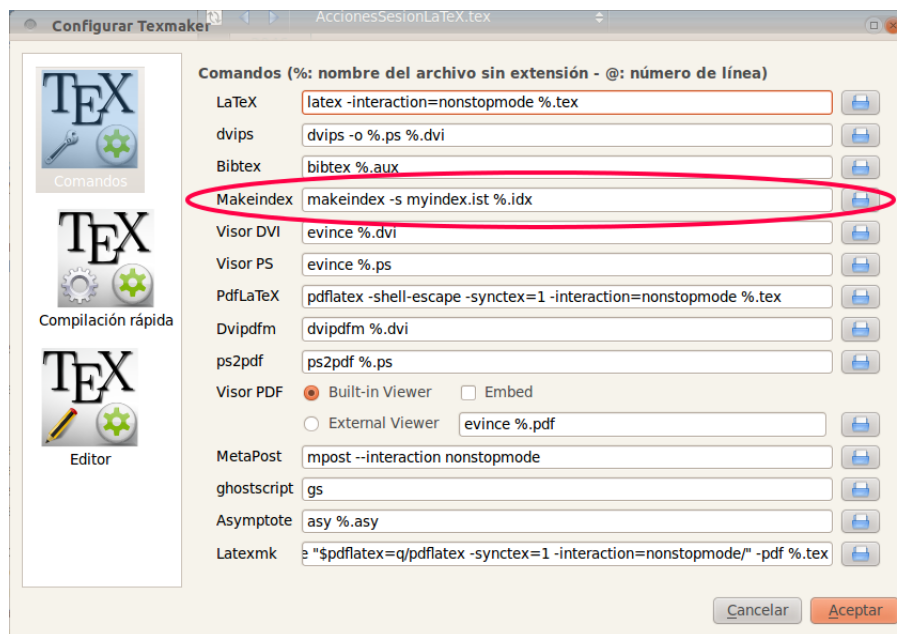 AccionesSesionLaTeX.tex
Configurar Texmaker
Comandos (%: nombre del archivo sin extensión - @: número de línea)
TEX
Comandos
TEX
Compilación rápida
TEX
Editor
LaTeX latex -interaction=nonstopmode %.tex
dvips dvips -o %.ps %.dvi
Bibtex bibtex %.aux
Makeindex makeindex -s myindex.ist %.idx
Visor DVI evince %.dvi
Visor PS evince %.ps
PdfLaTeX pdflatex -shell-escape -synctex=1 -interaction=nonstopmode %.tex
Dvipdfm dvipdfm %.dvi
ps2pdf ps2pdf %.ps
Visor PDF Built-in Viewer Embed
External Viewer evince %.pdf
MetaPost mpost --interaction nonstopmode
ghostscript gs
Asymptote asy %.asy
Latexmk e "$pdflatex=q/pdflatex -synctex=1 -interaction=nonstopmode/" -pdf %.tex
Cancelar Aceptar